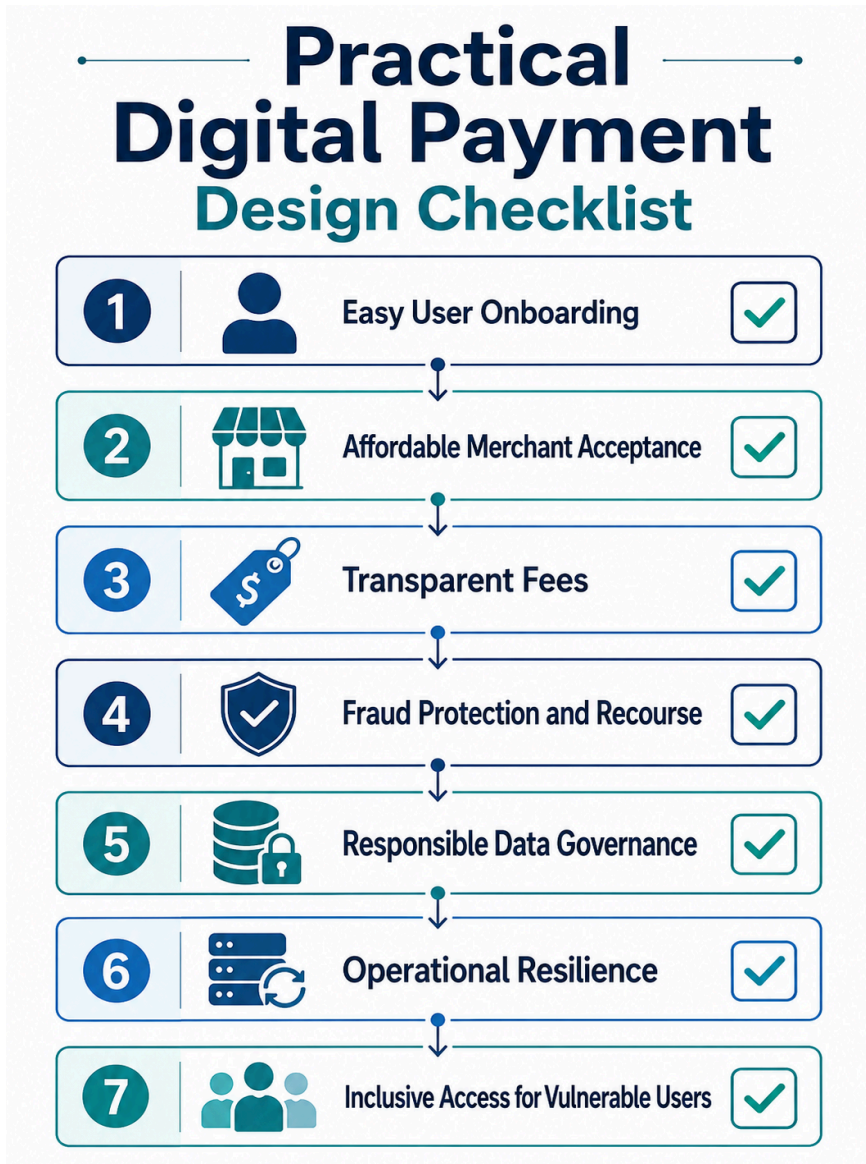 Practical
Digital Payment
Design Checklist
1 Easy User Onboarding
2 Affordable Merchant Acceptance
3 $ Transparent Fees
4 Fraud Protection and Recourse
5 Responsible Data Governance
6 Operational Resilience
7 Inclusive Access for Vulnerable Users